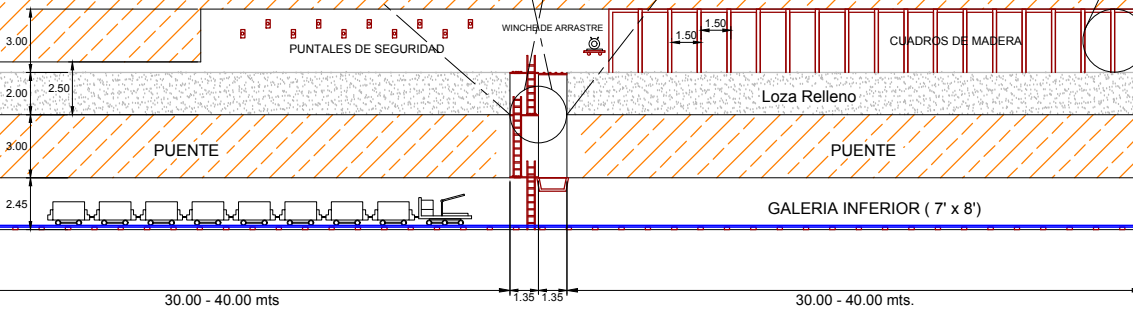 3.00
PUNTALES DE SEGURIDAD
WINCHE DE ARRASTRE
1.50
1.50
CUADROS DE MADERA
2.00
2.50
Loza Relleno
3.00
PUENTE
PUENTE
2.45
GALERIA INFERIOR ( 7' x 8')
30.00 - 40.00 mts
1.35
1.35
30.00 - 40.00 mts.